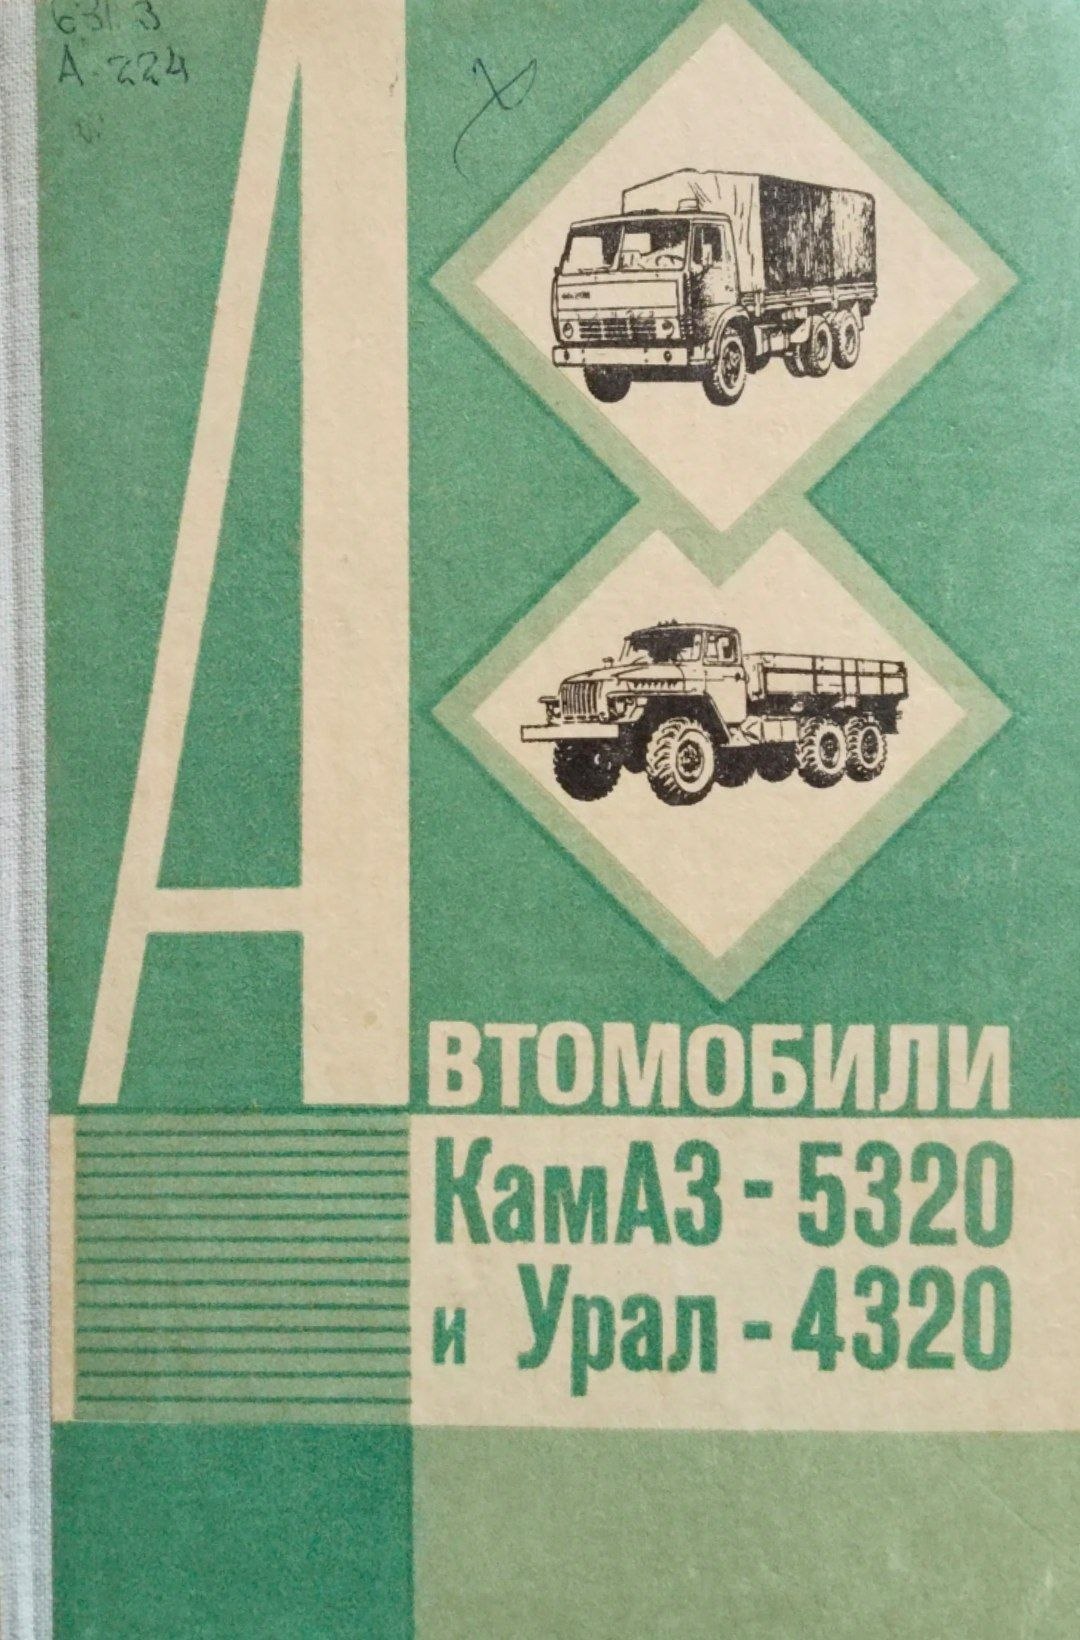 631.3
А 224
Автомобили
КамАЗ - 5320
и Урал - 4320